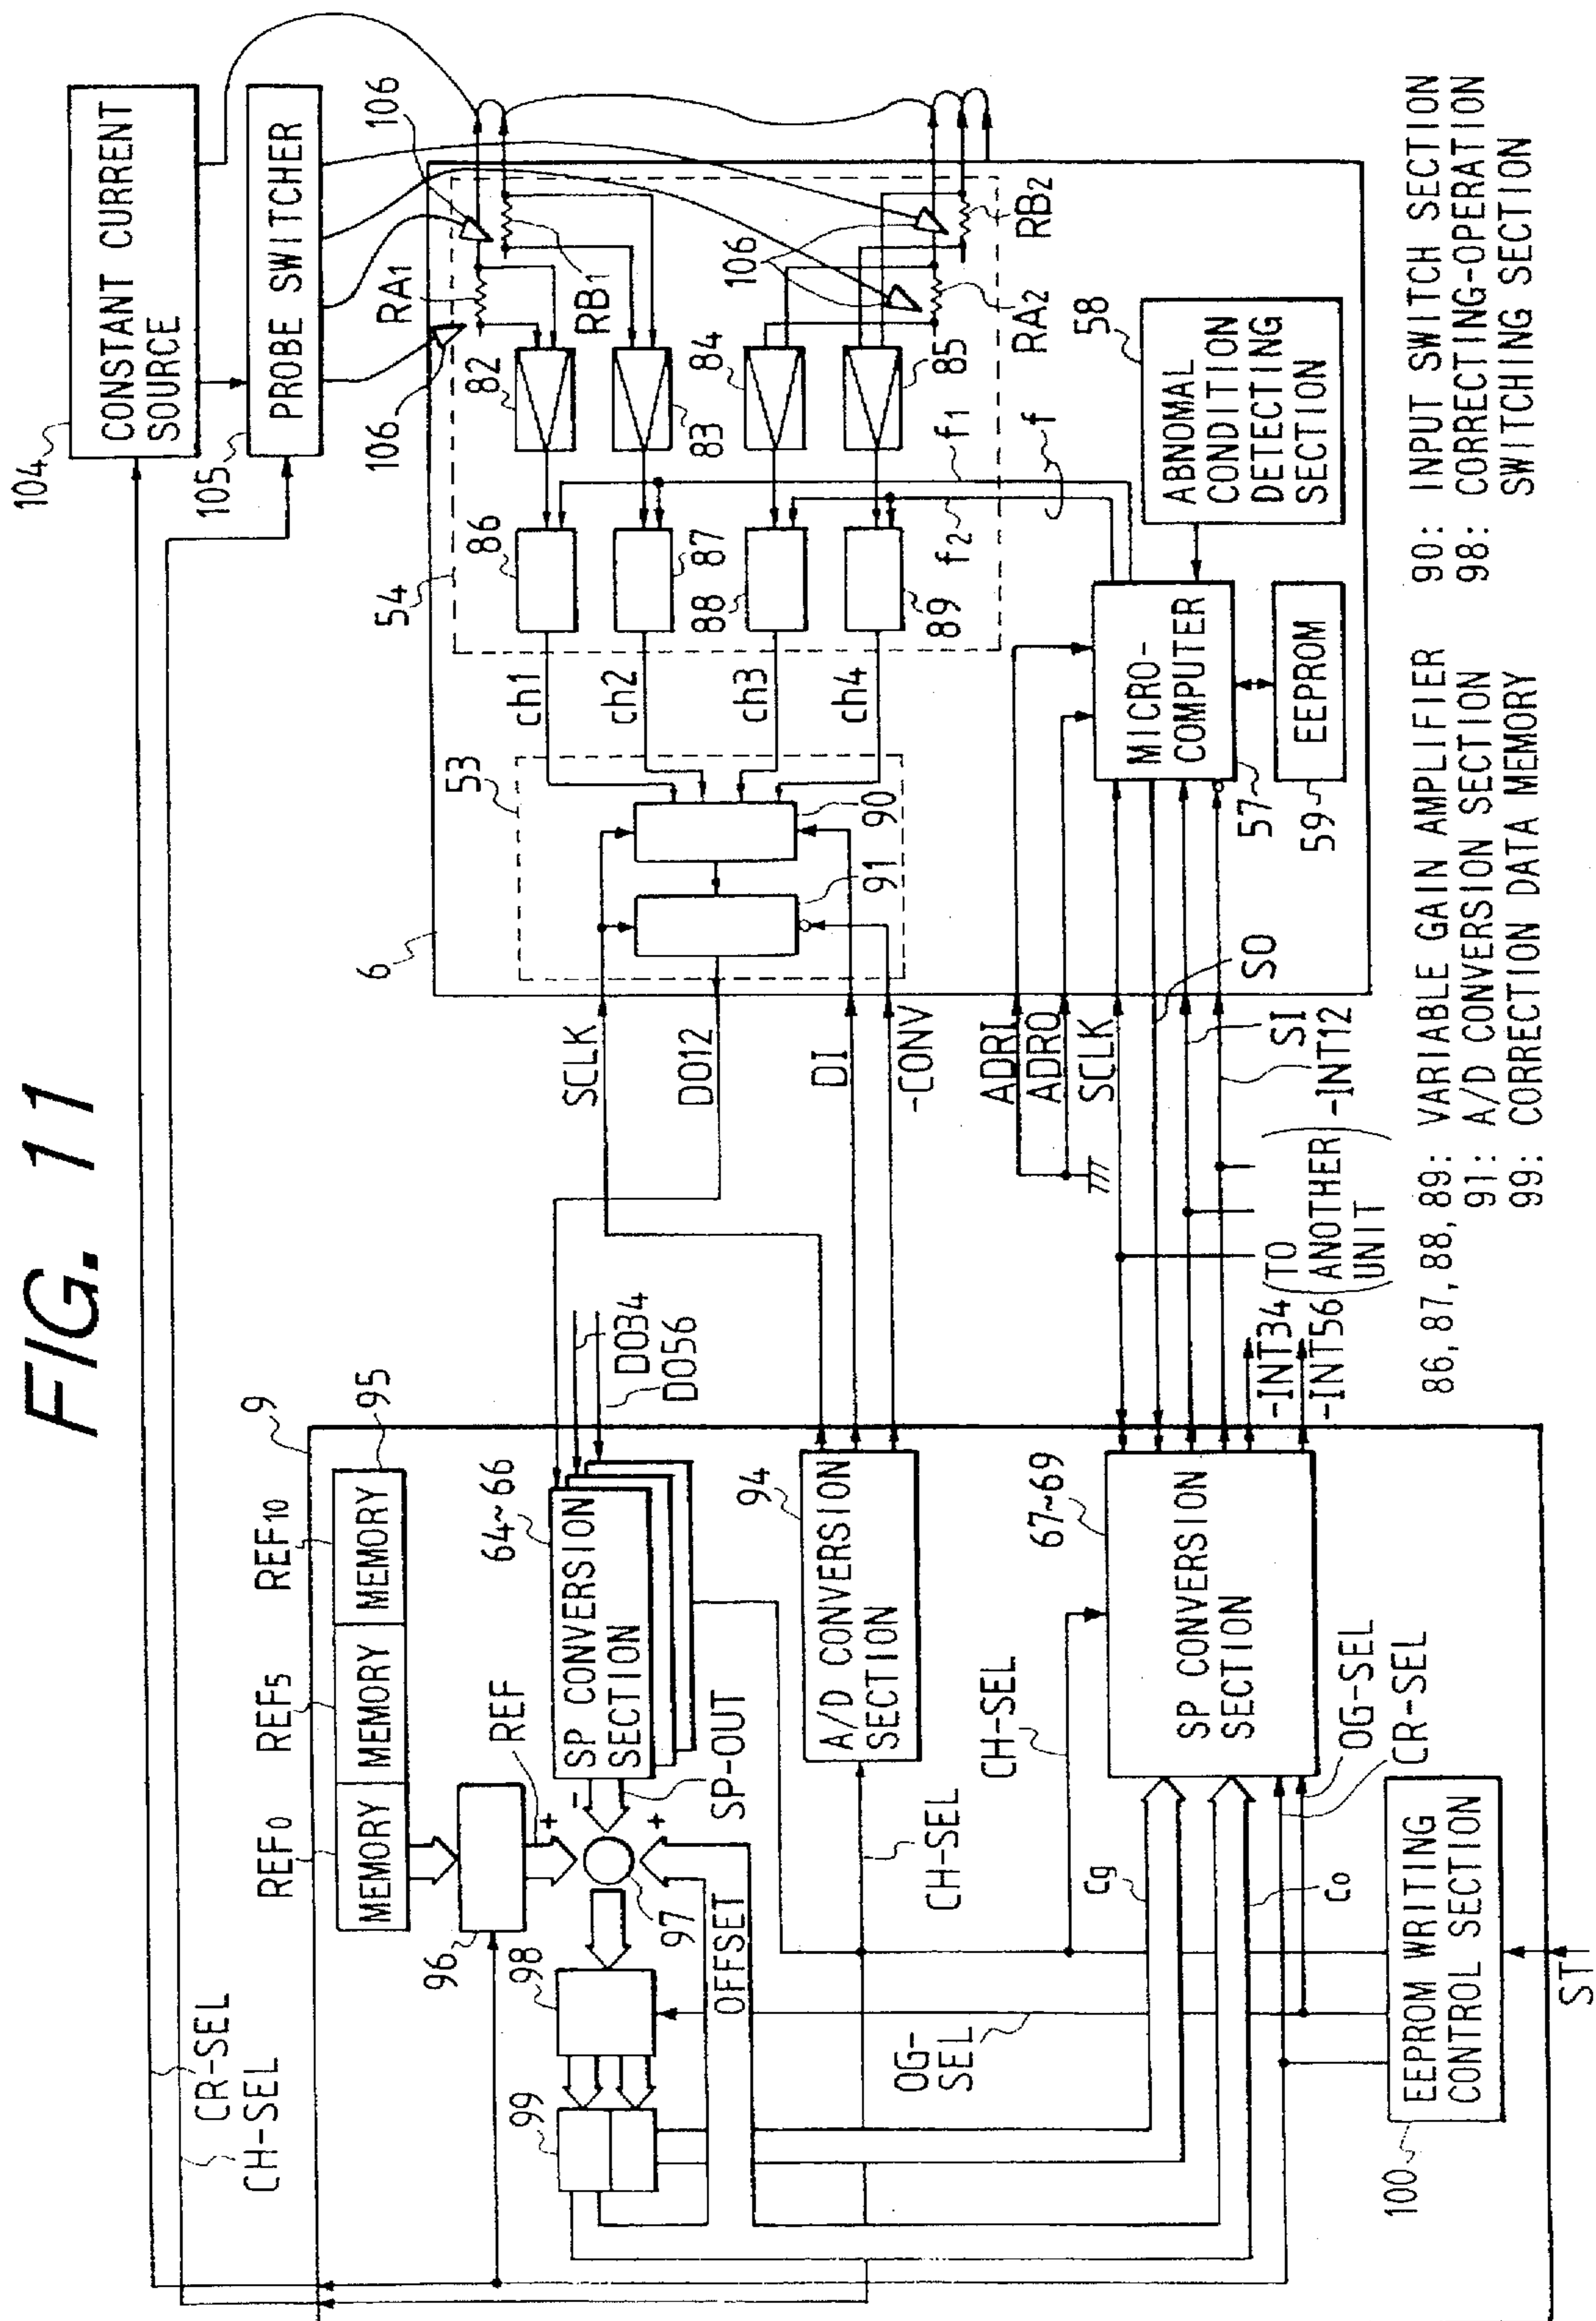 FIG. 11
CR-SEL
CH-SEL
REF0
REF5
REF10
9
MEMORY
MEMORY
MEMORY
95
96
REF
64~66
SP CONVERSION
SECTION
SP-OUT
-
+
+
97
98
99
OFFSET
OG-
SEL
DO34
DO56
94
A/D CONVERSION
SECTION
CH-SEL
CH-SEL
67~69
SP CONVERSION
SECTION
Cg
Co
OG-SEL
CR-SEL
100
EEPROM WRITING
CONTROL SECTION
ST
-INT34
-INT56
(TO
ANOTHER
UNIT)
-INT12
SI
SO
SCLK
DO12
DI
-CONV
ADRI
ADRO
SCLK
104
CONSTANT CURRENT
SOURCE
105
PROBE SWITCHER
6
53
54
90
91
ch1
ch2
ch3
ch4
86
87
88
89
82
83
84
85
106
106
106
RA1
RB1
RA2
RB2
f1
f2
f
MICRO-
COMPUTER
57
EEPROM
59
58
ABNOMAL
CONDITION
DETECTING
SECTION
86, 87, 88, 89: VARIABLE GAIN AMPLIFIER
91: A/D CONVERSION SECTION
99: CORRECTION DATA MEMORY
90: INPUT SWITCH SECTION
98: CORRECTING-OPERATION
SWITCHING SECTION